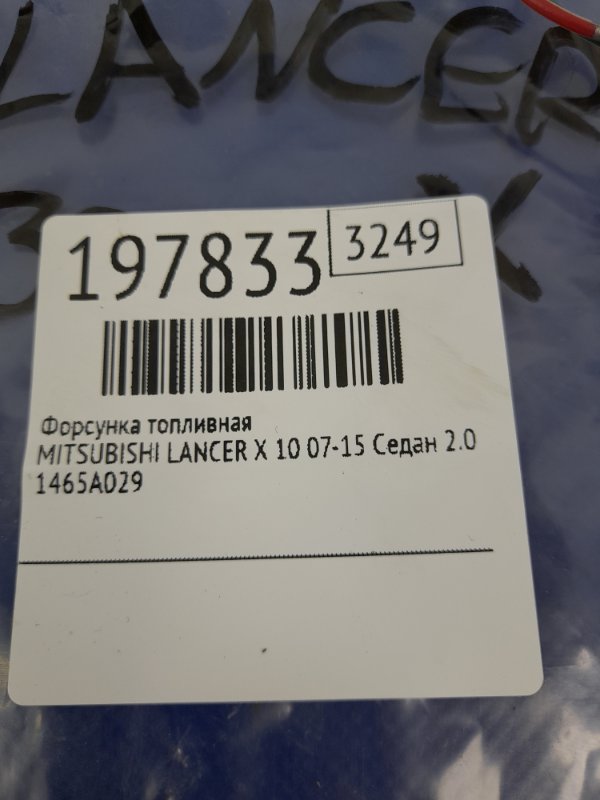 LANCER
X
197833
3249
Форсунка топливная
MITSUBISHI LANCER X 10 07-15 Седан 2.0
1465A029